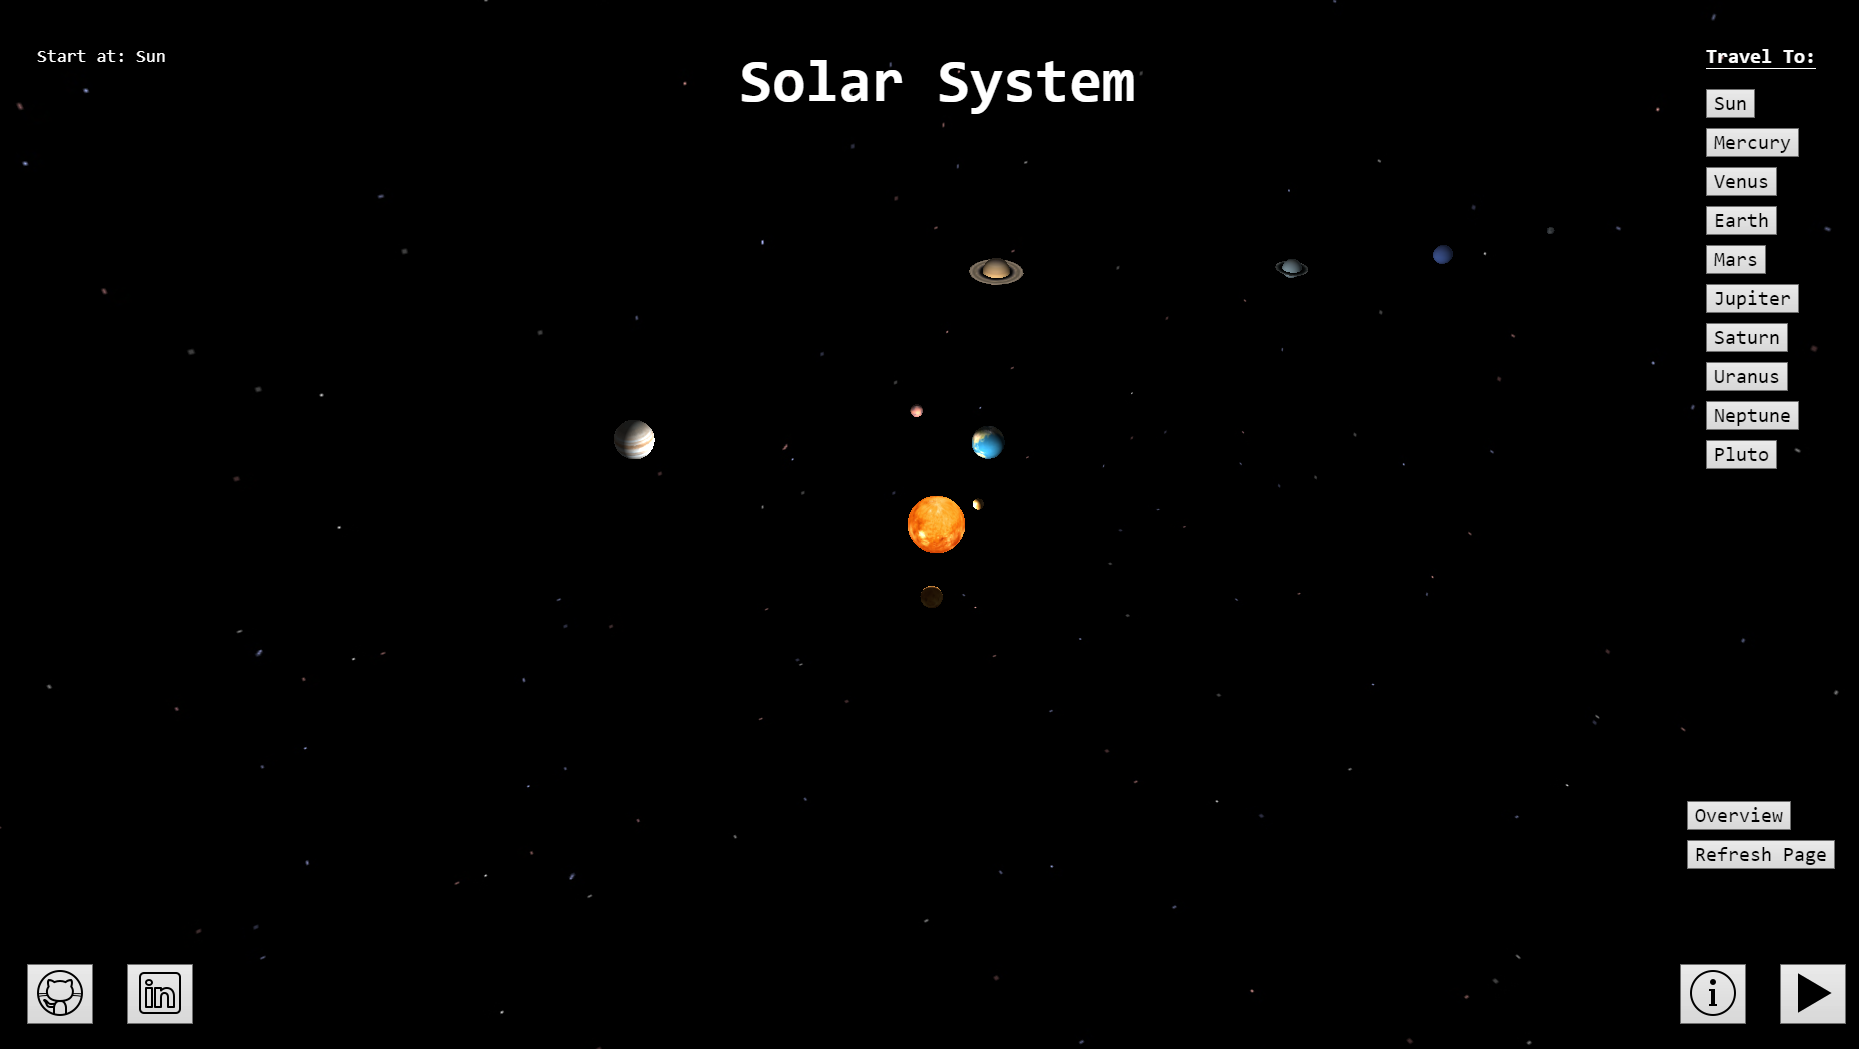 Start at: Sun
Solar System
Travel To:
Sun
Mercury
Venus
Earth
Mars
Jupiter
Saturn
Uranus
Neptune
Pluto
Overview
Refresh Page
in
i